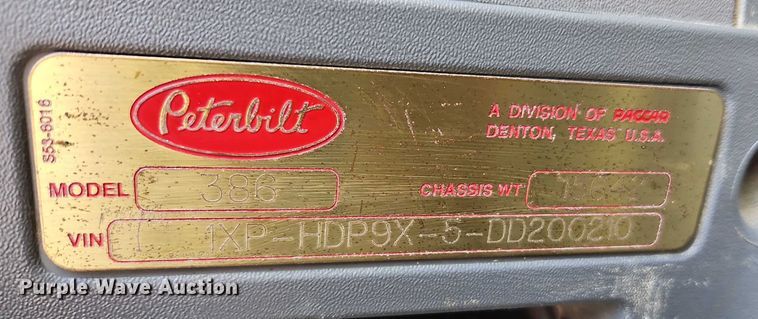 Peterbilt
A DIVISION OF PACCAR
DENTON, TEXAS U.S.A.
S53-6016
MODEL 386 CHASSIS WT
VIN 1XP-HDP9X-5-DD200210
Purple Wave Auction